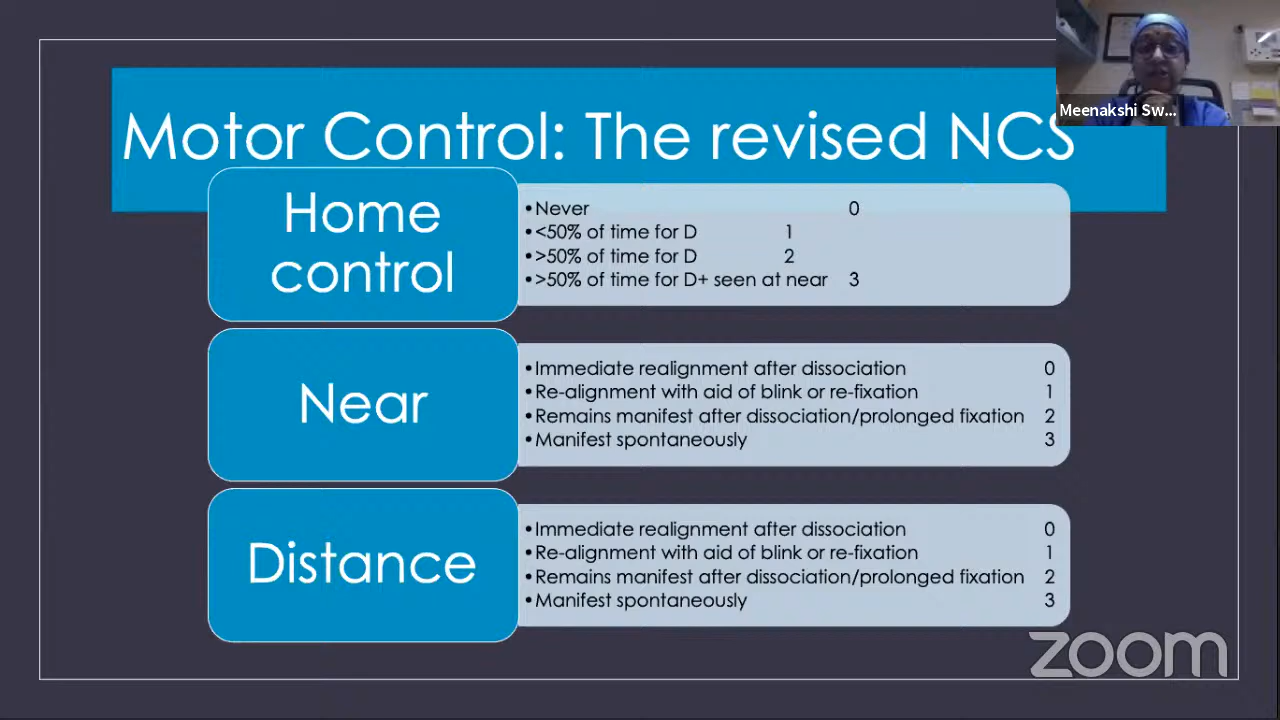 Meenakshi Sw...
Motor Control: The revised NCS
Home
control
•Never 0
•<50% of time for D 1
•>50% of time for D 2
•>50% of time for D+ seen at near 3
Near
•Immediate realignment after dissociation 0
•Re-alignment with aid of blink or re-fixation 1
•Remains manifest after dissociation/prolonged fixation 2
•Manifest spontaneously 3
Distance
•Immediate realignment after dissociation 0
•Re-alignment with aid of blink or re-fixation 1
•Remains manifest after dissociation/prolonged fixation 2
•Manifest spontaneously 3
zoom